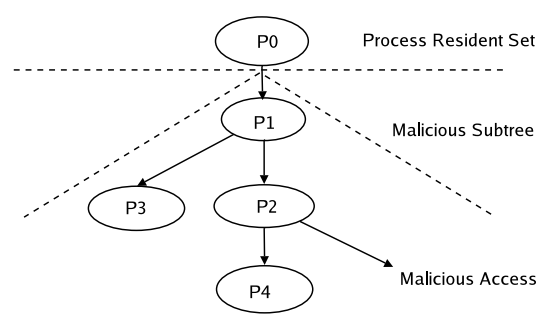 P0
Process Resident Set
P1
Malicious Subtree
P3
P2
Malicious Access
P4